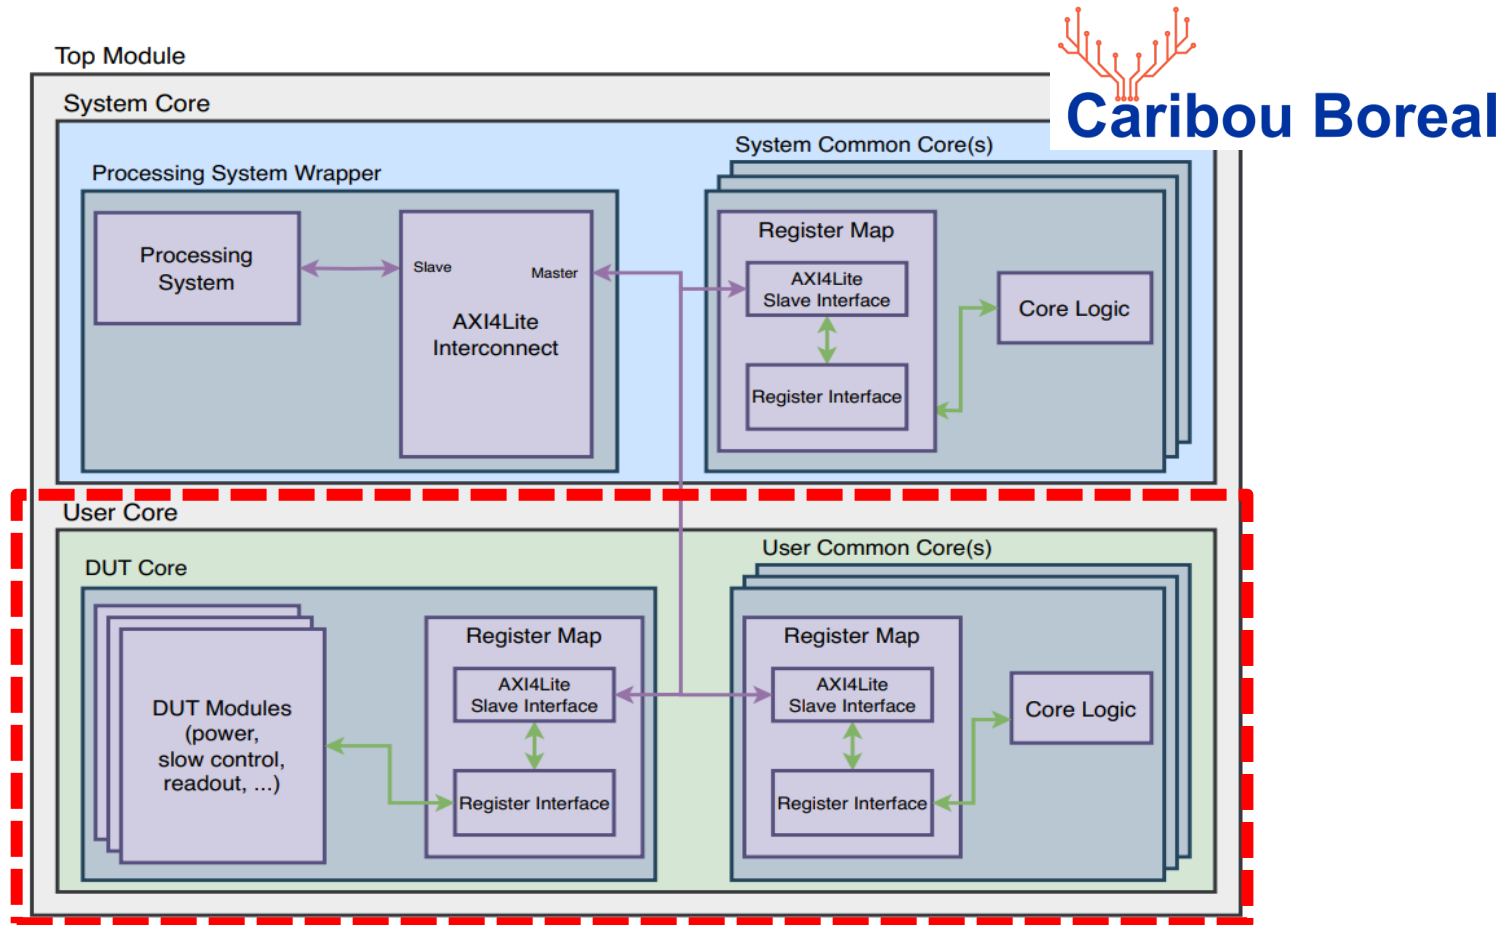 Top Module
Caribou Boreal
System Core
System Common Core(s)
Processing System Wrapper
Processing
System
Slave
Master
AXI4Lite
Interconnect
Register Map
AXI4Lite
Slave Interface
Register Interface
Core Logic
User Core
DUT Core
User Common Core(s)
DUT Modules
(power,
slow control,
readout, ...)
Register Map
AXI4Lite
Slave Interface
Register Interface
Register Map
AXI4Lite
Slave Interface
Register Interface
Core Logic